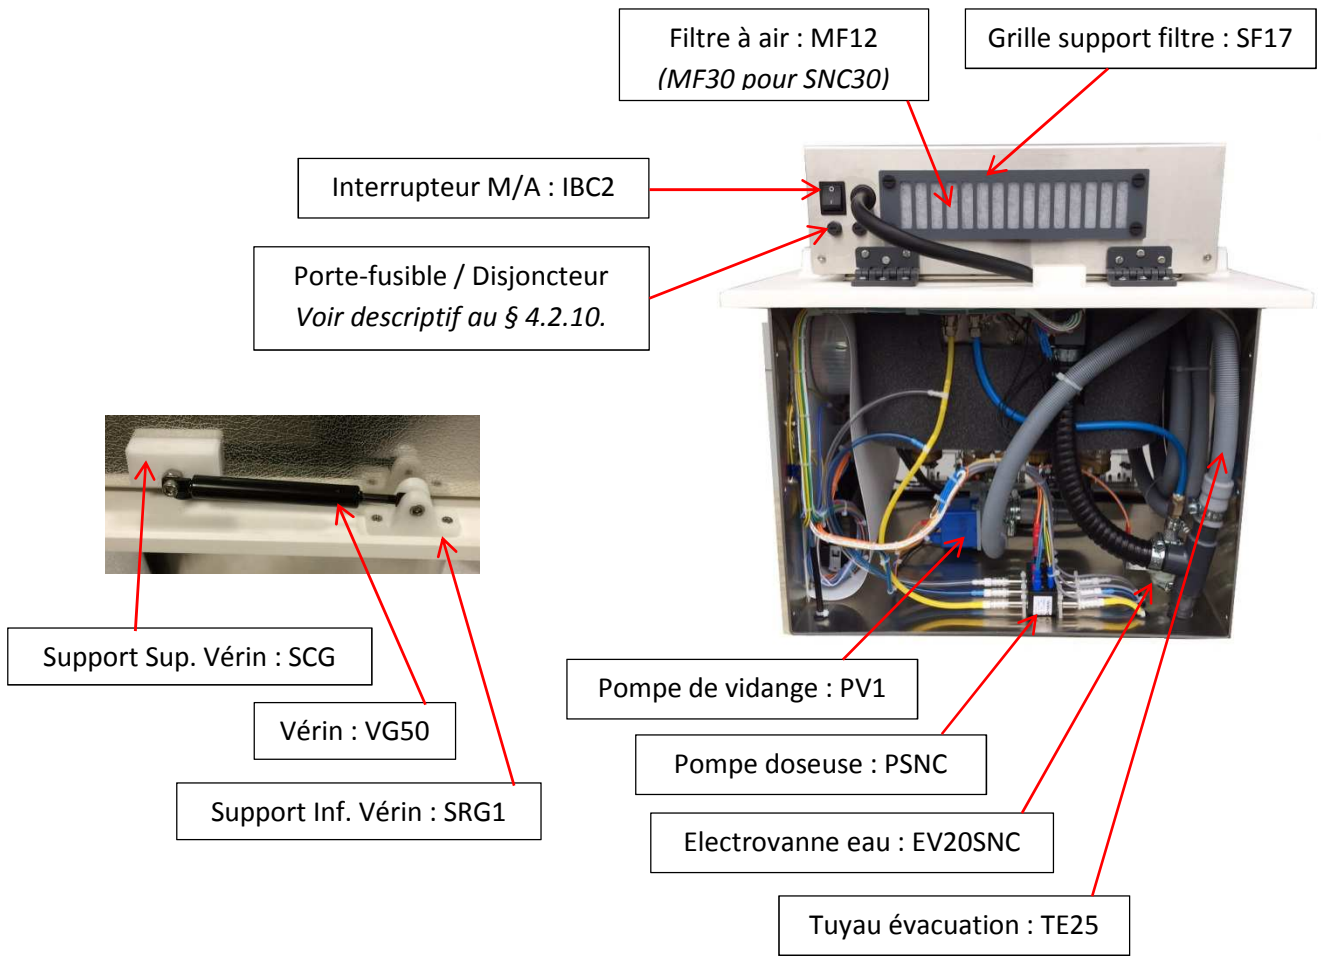 Filtre à air : MF12
(MF30 pour SNC30)
Grille support filtre : SF17
Interrupteur M/A : IBC2
Porte-fusible / Disjoncteur
Voir descriptif au § 4.2.10.
Support Sup. Vérin : SCG
Vérin : VG50
Support Inf. Vérin : SRG1
Pompe de vidange : PV1
Pompe doseuse : PSNC
Electrovanne eau : EV20SNC
Tuyau évacuation : TE25